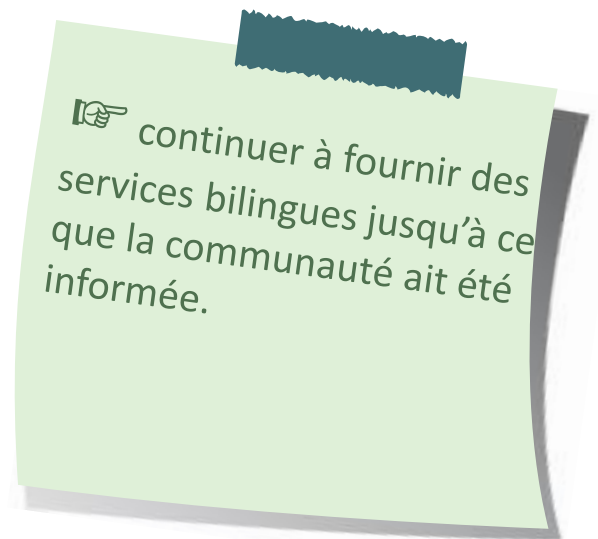 ☞ continuer à fournir des
services bilingues jusqu’à ce
que la communauté ait été
informée.